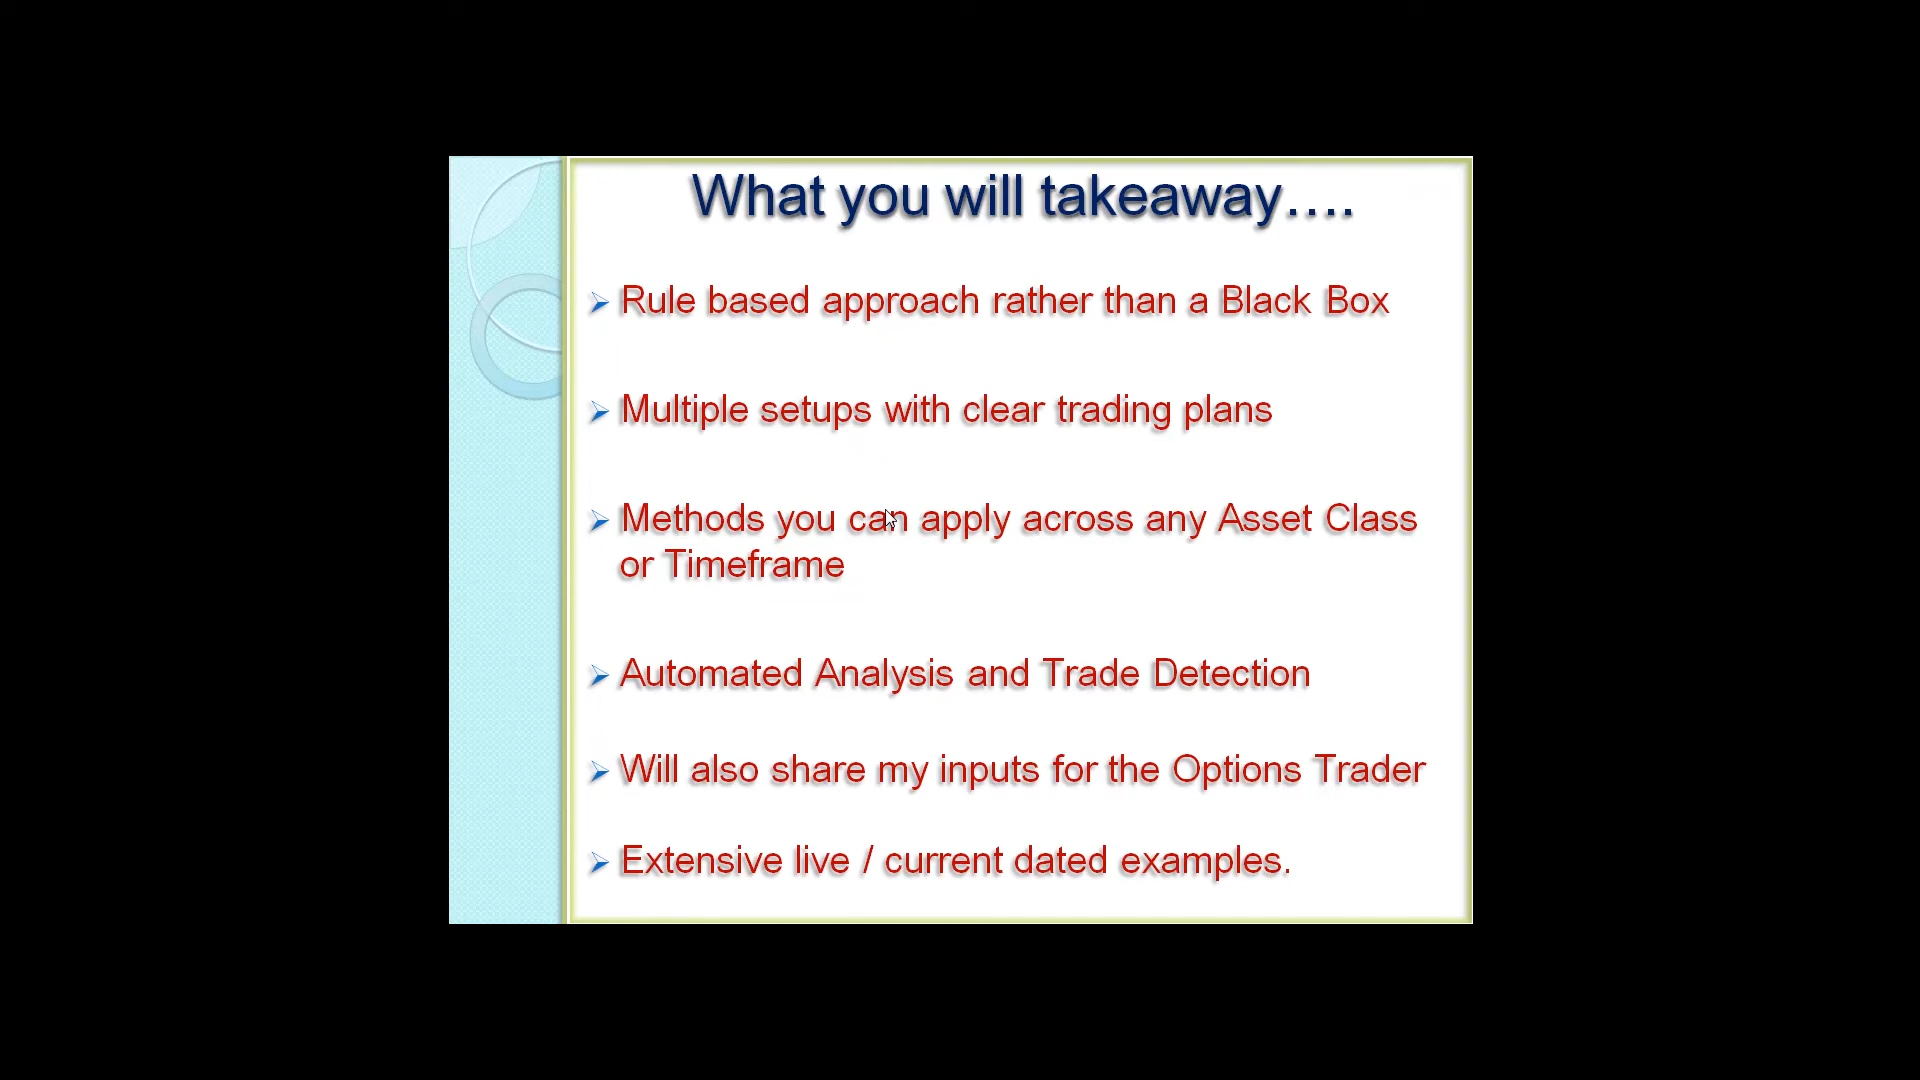 What you will takeaway….
Rule based approach rather than a Black Box
Multiple setups with clear trading plans
Methods you can apply across any Asset Class
or Timeframe
Automated Analysis and Trade Detection
Will also share my inputs for the Options Trader
Extensive live / current dated examples.